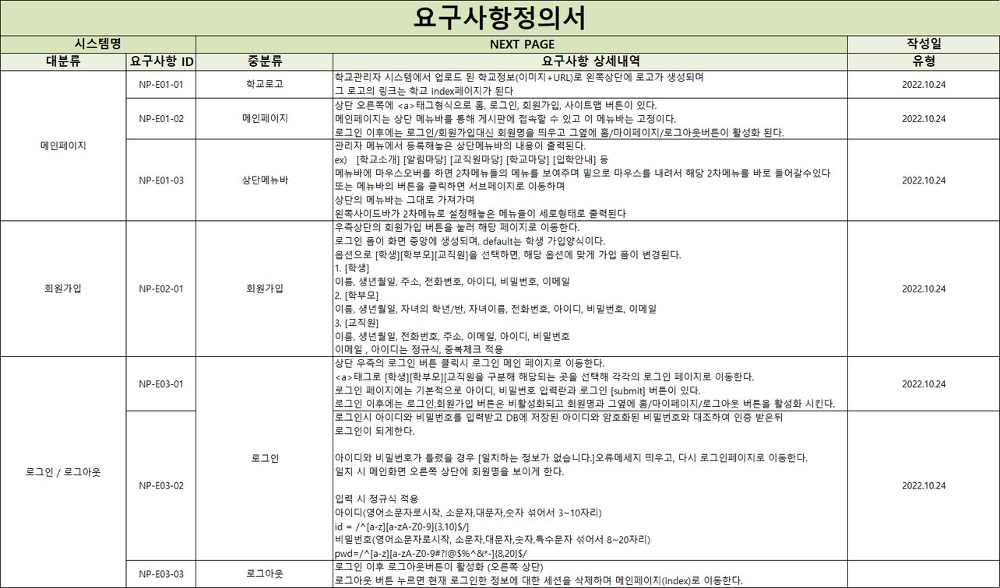 요구사항정의서
시스템명 NEXT PAGE 작성일
대분류 요구사항 ID 중분류 요구사항 상세내역 유형
메인페이지
NP-E01-01 학교로고
학교관리자 시스템에서 업로드 된 학교정보(이미지+URL)로 왼쪽상단에 로고가 생성되며
그 로고의 링크는 학교 index페이지가 된다
2022.10.24
NP-E01-02 메인페이지
상단 오른쪽에 <a>태그형식으로 홈, 로그인, 회원가입, 사이트맵 버튼이 있다.
메인페이지는 상단 메뉴바를 통해 게시판에 접속할 수 있고 이 메뉴바는 고정이다.
로그인 이후에는 로그인/회원가입대신 회원명을 띄우고 그옆에 홈/마이페이지/로그아웃버튼이 활성화 된다.
2022.10.24
NP-E01-03 상단메뉴바
관리자 메뉴에서 등록해놓은 상단메뉴바의 내용이 출력된다.
ex) [학교소개] [알림마당] [교직원마당] [학교마당] [입학안내] 등
메뉴바에 마우스오버를 하면 2차메뉴들의 메뉴를 보여주며 밑으로 마우스를 내려서 해당 2차메뉴를 바로 들어갈수있다
또는 메뉴바의 버튼을 클릭하면 서브페이지로 이동하며
상단의 메뉴바는 그대로 가져가며
왼쪽사이드바가 2차메뉴로 설정해놓은 메뉴들이 세로형태로 출력된다
2022.10.24
회원가입 NP-E02-01 회원가입
우측상단의 회원가입 버튼을 눌러 해당 페이지로 이동한다.
로그인 폼이 화면 중앙에 생성되며, default는 학생 가입양식이다.
옵션으로 [학생][학부모][교직원]을 선택하면, 해당 옵션에 맞게 가입 폼이 변경된다.
1. [학생]
이름, 생년월일, 주소, 전화번호, 아이디, 비밀번호, 이메일
2. [학부모]
이름, 생년월일, 자녀의 학년/반, 자녀이름, 전화번호, 아이디, 비밀번호, 이메일
3. [교직원]
이름, 생년월일, 전화번호, 주소, 이메일, 아이디, 비밀번호
이메일 , 아이디는 정규식, 중복체크 적용
2022.10.24
로그인 / 로그아웃
NP-E03-01 로그인
상단 우측의 로그인 버튼 클릭시 로그인 메인 페이지로 이동한다.
<a>태그로 [학생][학부모][교직원을 구분해 해당되는 곳을 선택해 각각의 로그인 페이지로 이동한다.
로그인 페이지에는 기본적으로 아이디, 비밀번호 입력란과 로그인 [submit] 버튼이 있다.
로그인 이후에는 로그인,회원가입 버튼은 비활성화되고 회원명과 그옆에 홈/마이페이지/로그아웃 버튼을 활성화 시킨다.
2022.10.24
NP-E03-02
로그인시 아이디와 비밀번호를 입력받고 DB에 저장된 아이디와 암호화된 비밀번호와 대조하여 인증 받은뒤
로그인이 되게한다.
아이디와 비밀번호가 틀렸을 경우 [일치하는 정보가 없습니다.]오류메세지 띄우고, 다시 로그인페이지로 이동한다.
일치 시 메인화면 오른쪽 상단에 회원명을 보이게 한다.
입력 시 정규식 적용
아이디(영어소문자로시작, 소문자,대문자,숫자 섞어서 3~10자리)
id = /^[a-z][a-zA-Z0-9]{3,10}$/]
비밀번호(영어소문자로시작, 소문자,대문자,숫자,특수문자 섞어서 8~20자리)
pwd=/^[a-z][a-zA-Z0-9#?!@$%^&*-]{8,20}$/
2022.10.24
NP-E03-03 로그아웃
로그인 이후 로그아웃버튼이 활성화 (오른쪽 상단)
로그아웃 버튼 누르면 현재 로그인한 정보에 대한 세션을 삭제하며 메인페이지(index)로 이동한다.